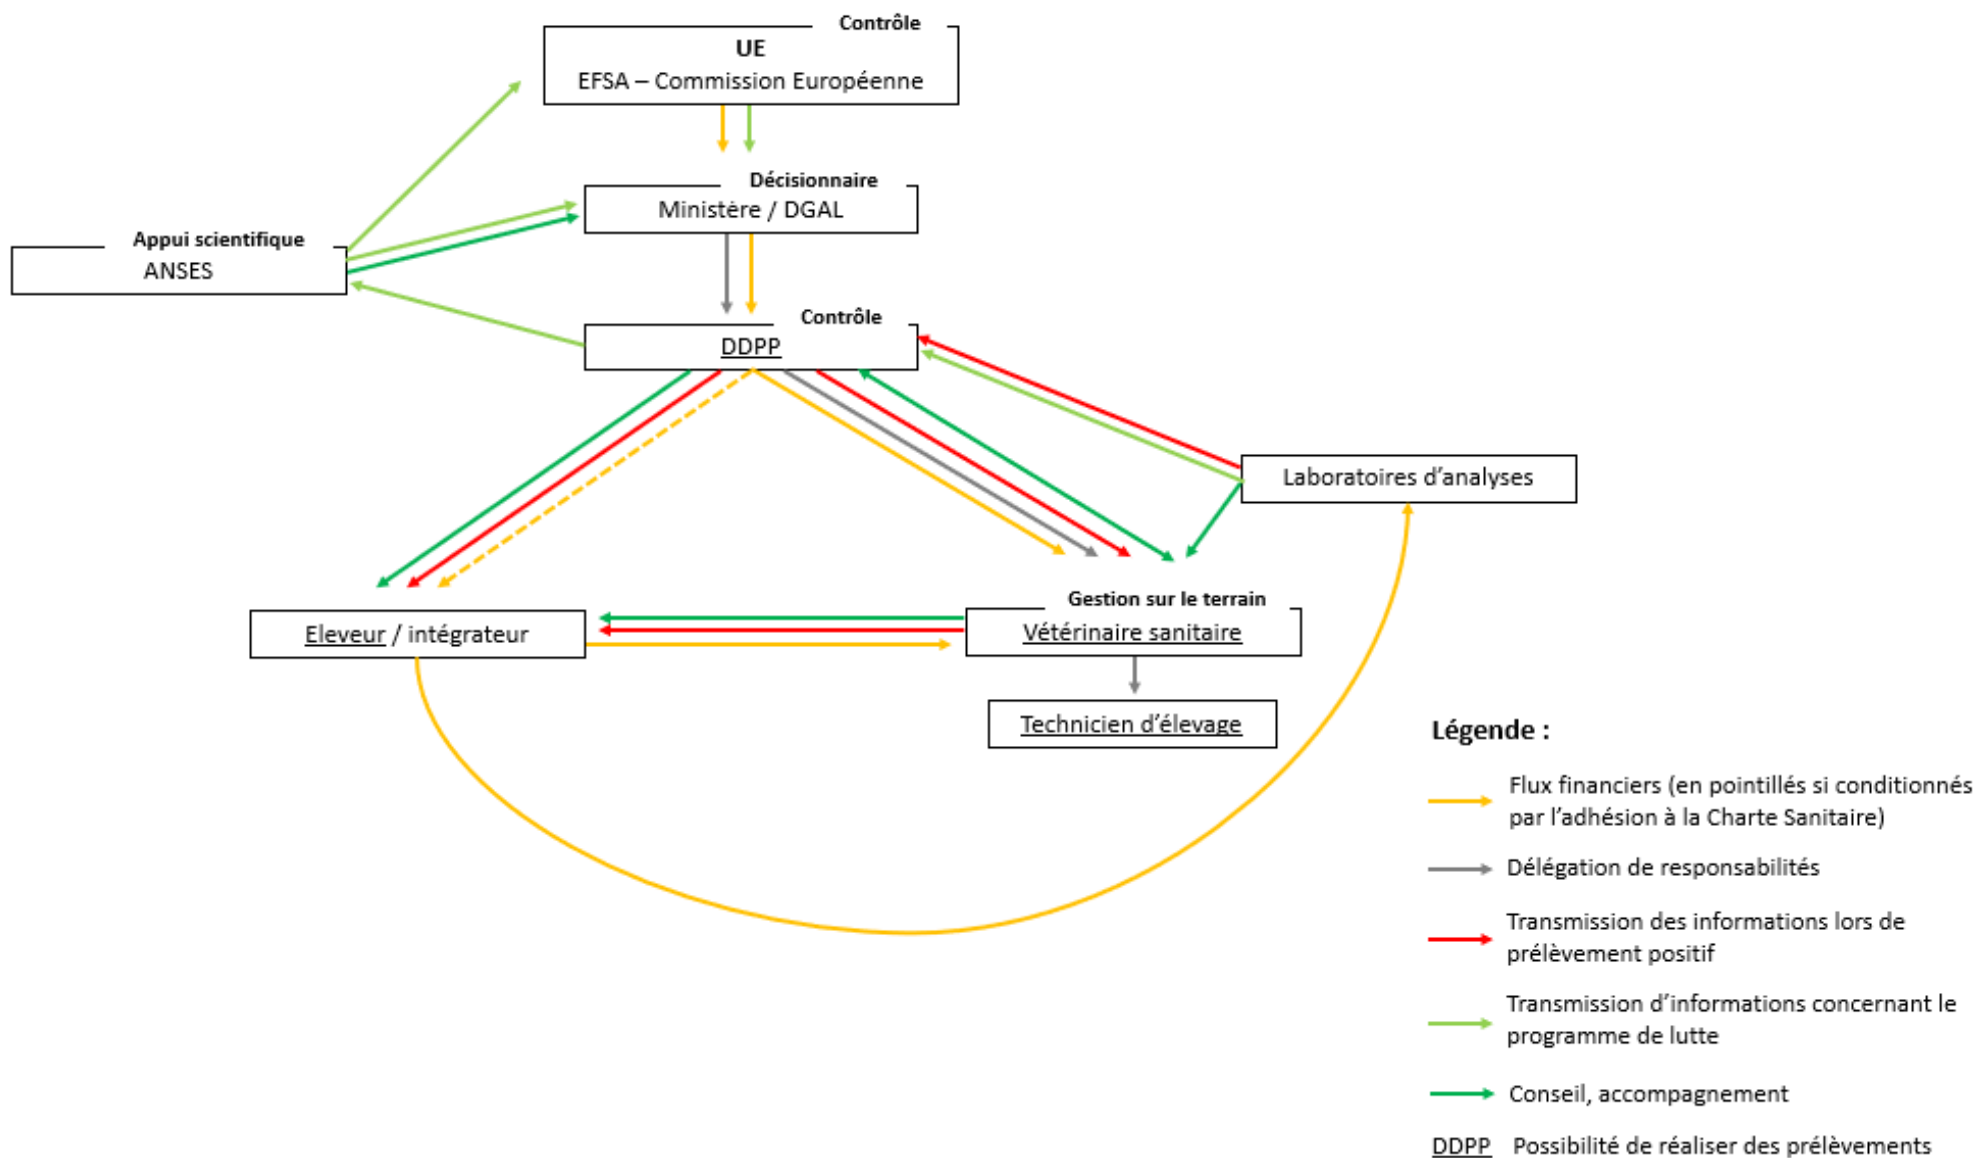 Contrôle
UE
EFSA – Commission Européenne
Décisionnaire
Ministère / DGAL
Appui scientifique
ANSES
Contrôle
DDPP
Laboratoires d'analyses
Gestion sur le terrain
Eleveur / intégrateur
Vétérinaire sanitaire
Technicien d'élevage
Légende :
Flux financiers (en pointillés si conditionnés
par l'adhésion à la Charte Sanitaire)
Délégation de responsabilités
Transmission des informations lors de
prélèvement positif
Transmission d'informations concernant le
programme de lutte
Conseil, accompagnement
DDPP Possibilité de réaliser des prélèvements